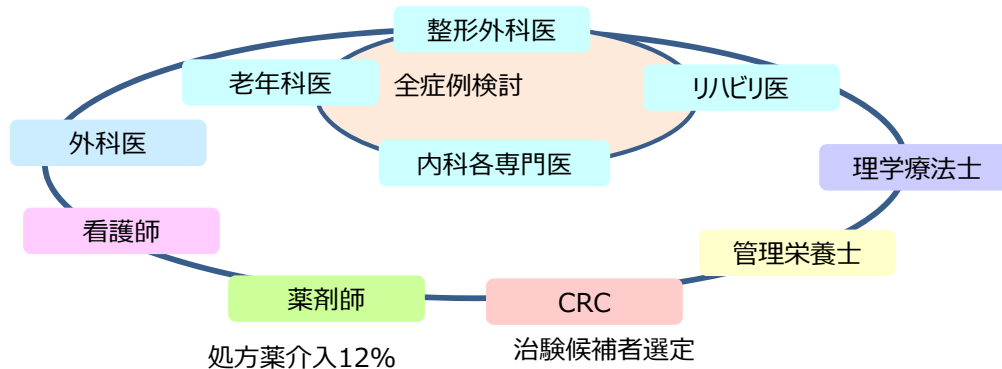 整形外科医
老年科医
全症例検討
リハビリ医
外科医
内科各専門医
理学療法士
看護師
管理栄養士
薬剤師
CRC
処方薬介入12%
治験候補者選定